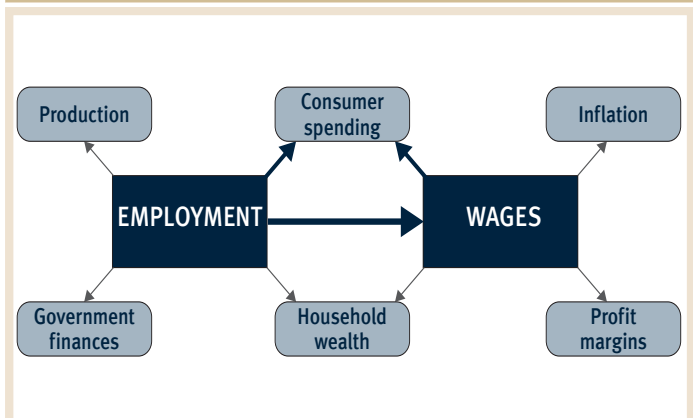 Production
Consumer
spending
Inflation
EMPLOYMENT
WAGES
Government
finances
Household
wealth
Profit
margins